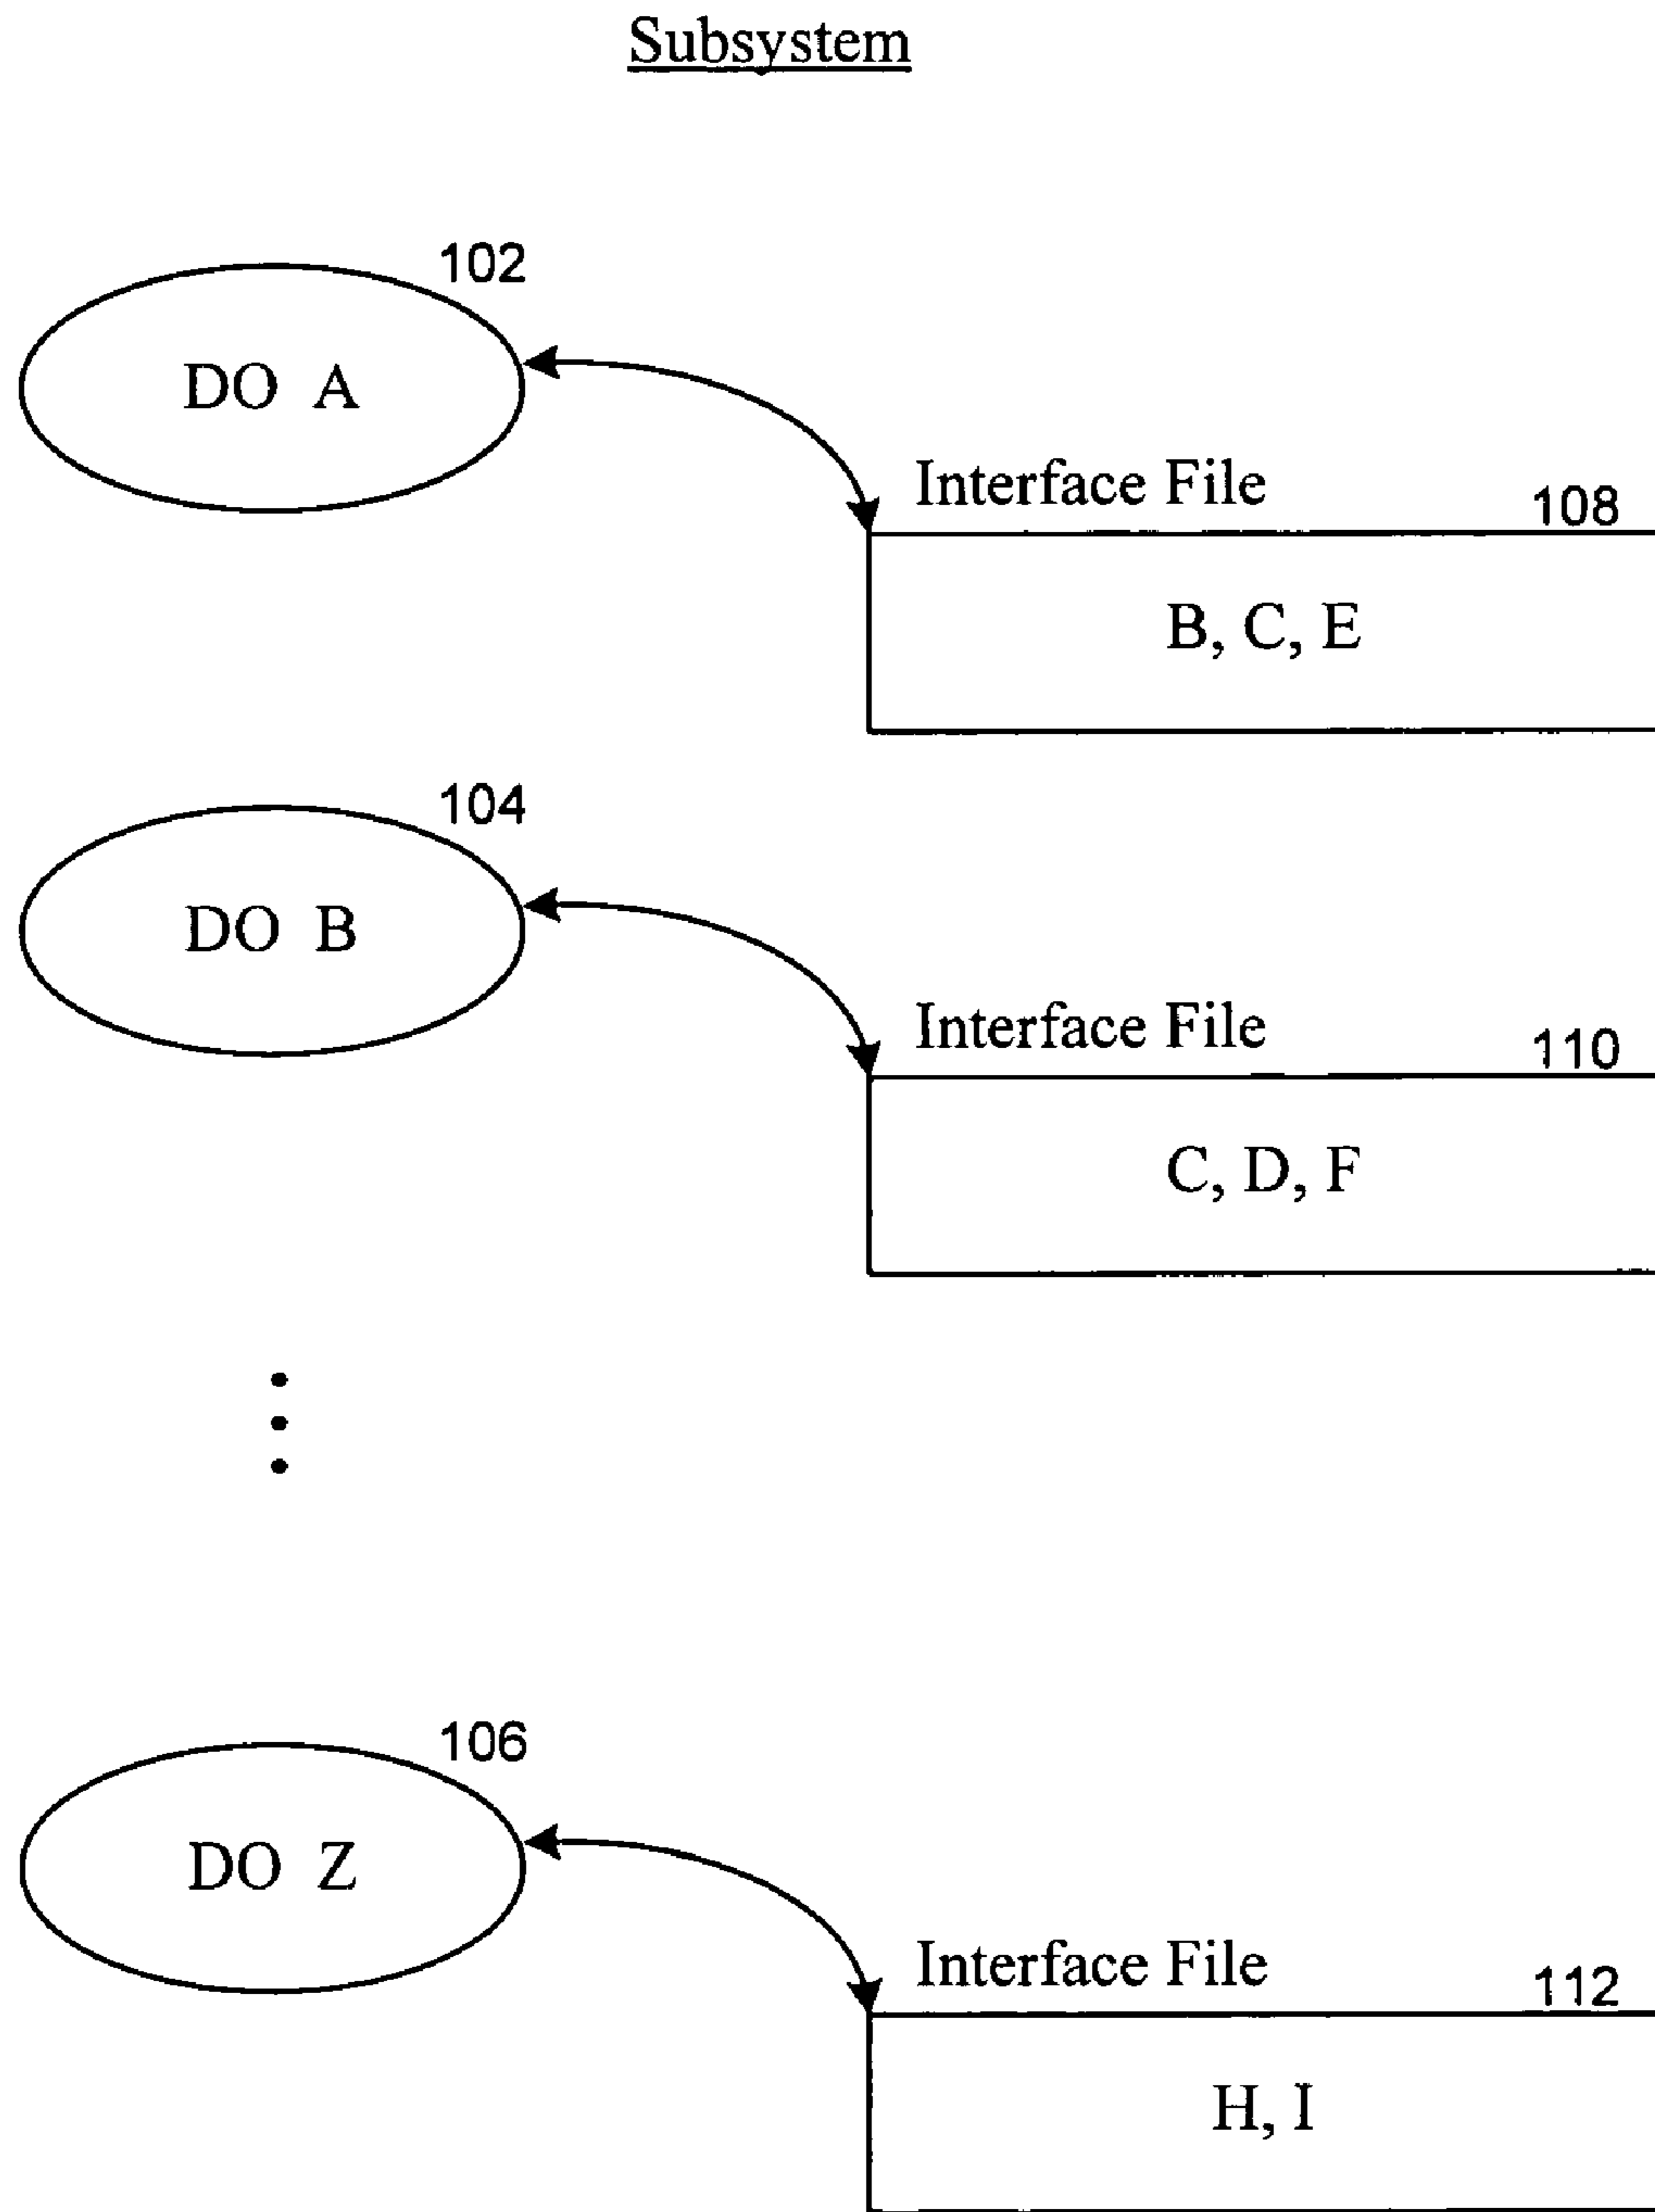 Subsystem
102
DO A
Interface File
108
B, C, E
104
DO B
Interface File
110
C, D, F
106
DO Z
Interface File
112
H, I